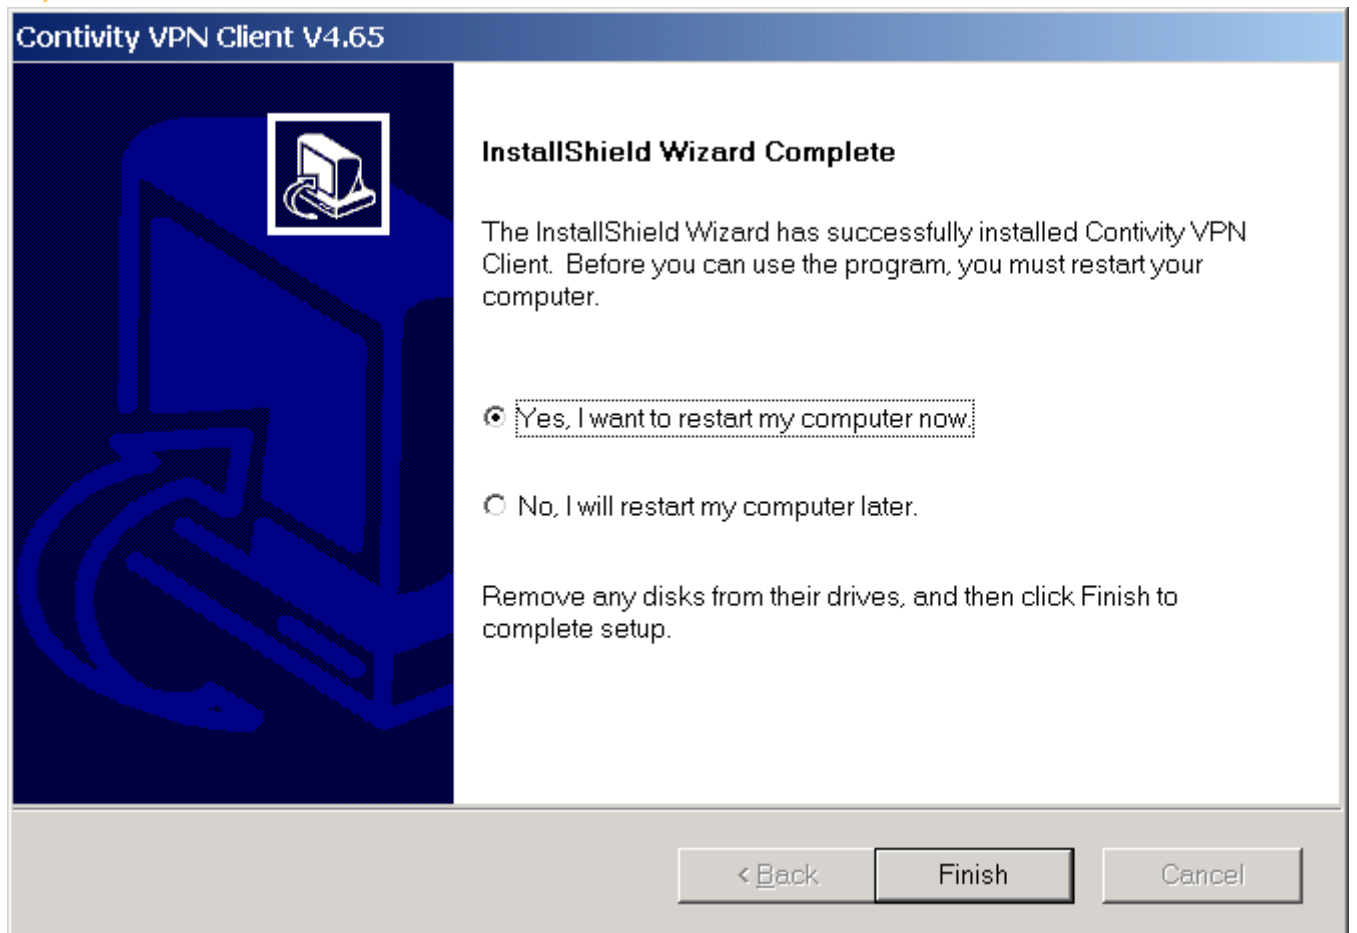 Contivity VPN Client V4.65
InstallShield Wizard Complete
The InstallShield Wizard has successfully installed Contivity VPN
Client.  Before you can use the program, you must restart your
computer.
Yes, I want to restart my computer now.
No, I will restart my computer later.
Remove any disks from their drives, and then click Finish to
complete setup.
< Back
Finish
Cancel